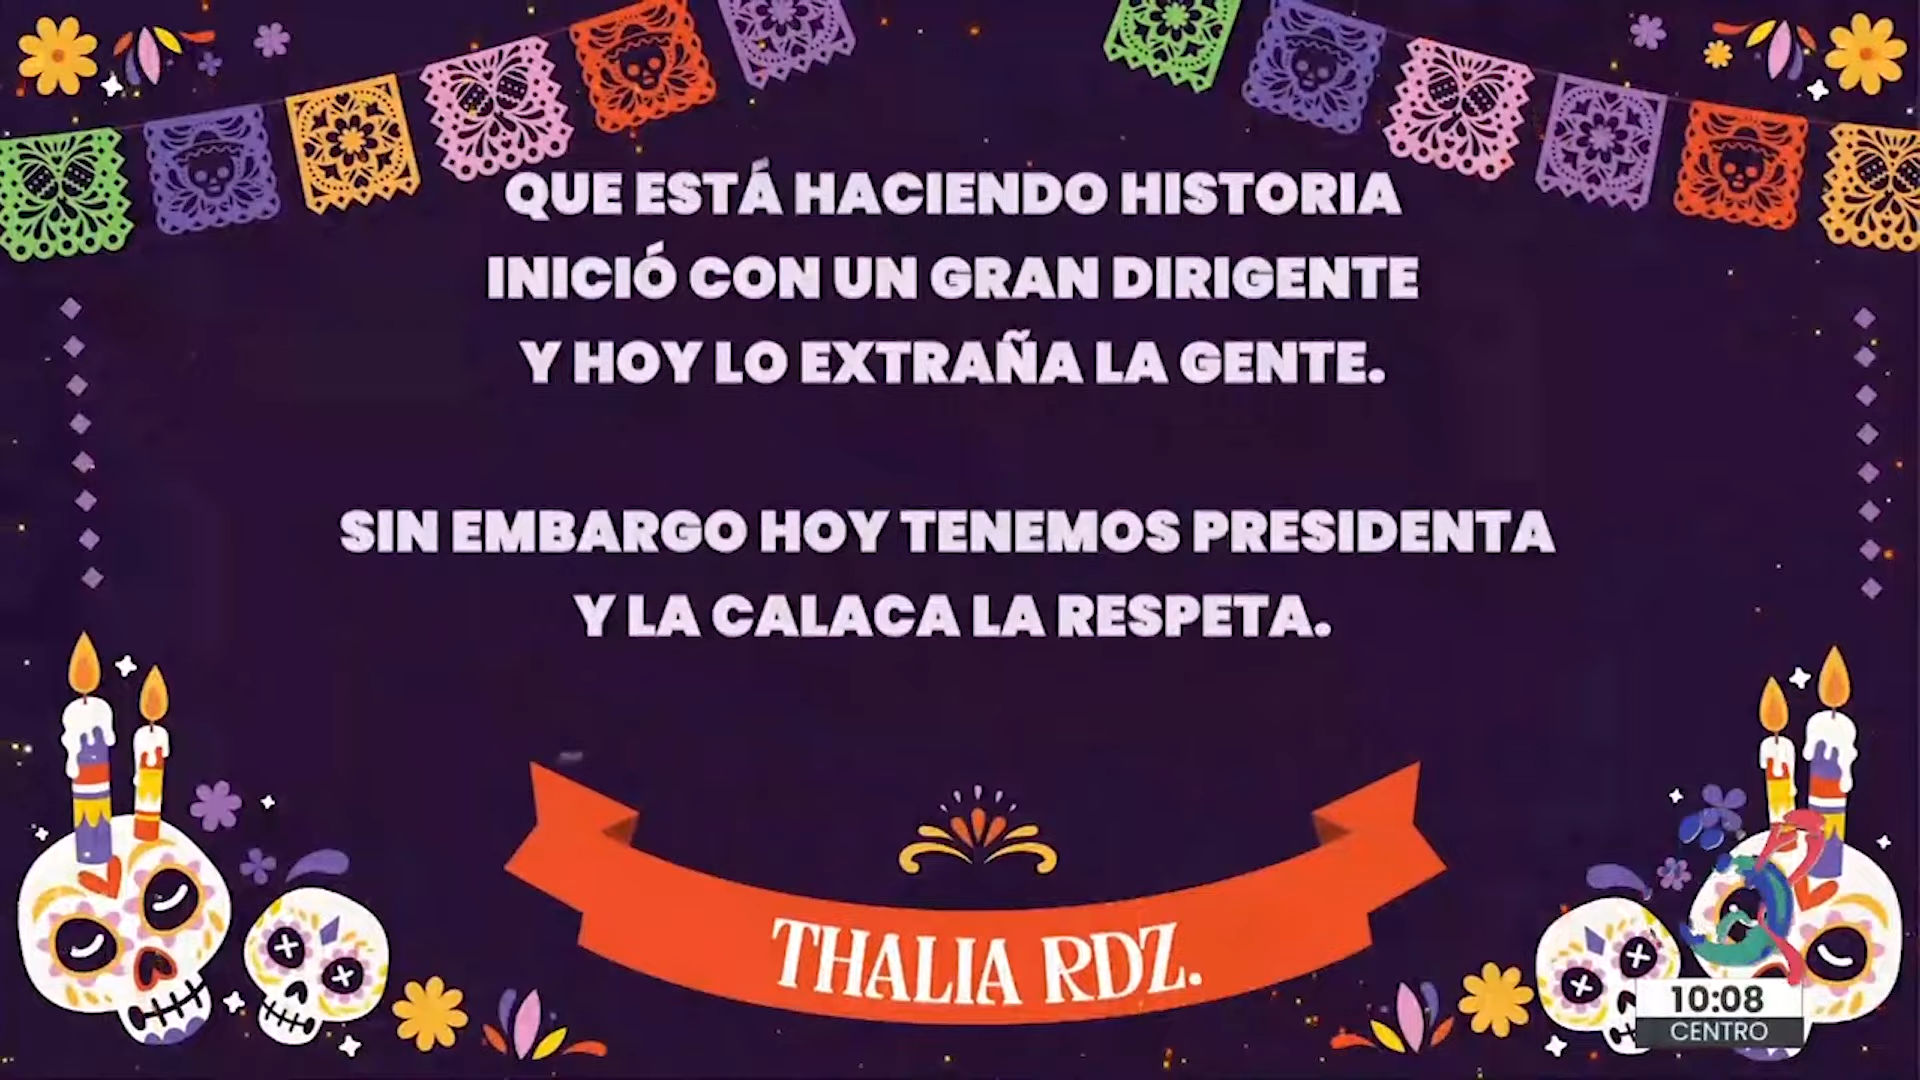 QUE ESTÁ HACIENDO HISTORIA
INICIÓ CON UN GRAN DIRIGENTE
Y HOY LO EXTRAÑA LA GENTE.
SIN EMBARGO HOY TENEMOS PRESIDENTA
Y LA CALACA LA RESPETA.
THALIA RDZ.
10:08
CENTRO